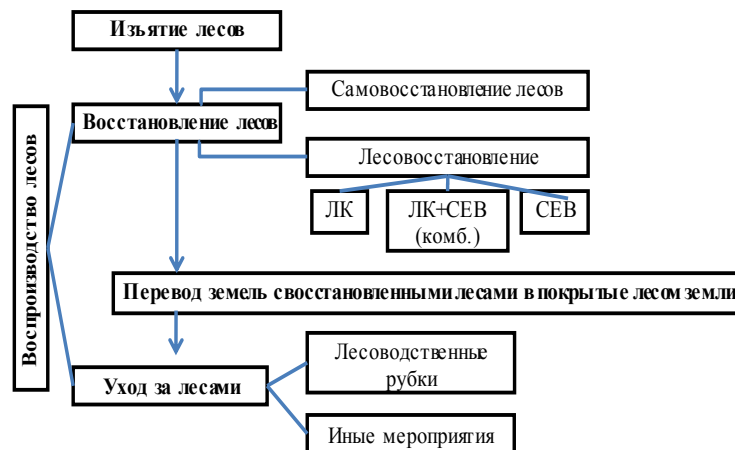 Изъятие лесов
Самовосстановление лесов
Восстановление лесов
Лесовосстановление
ЛК
ЛК+СЕВ
(комб.)
СЕВ
Воспроизводство лесов
Перевод земель с восстановленными лесами в покрытые лесом земли
Лесоводственные
рубки
Уход за лесами
Иные мероприятия